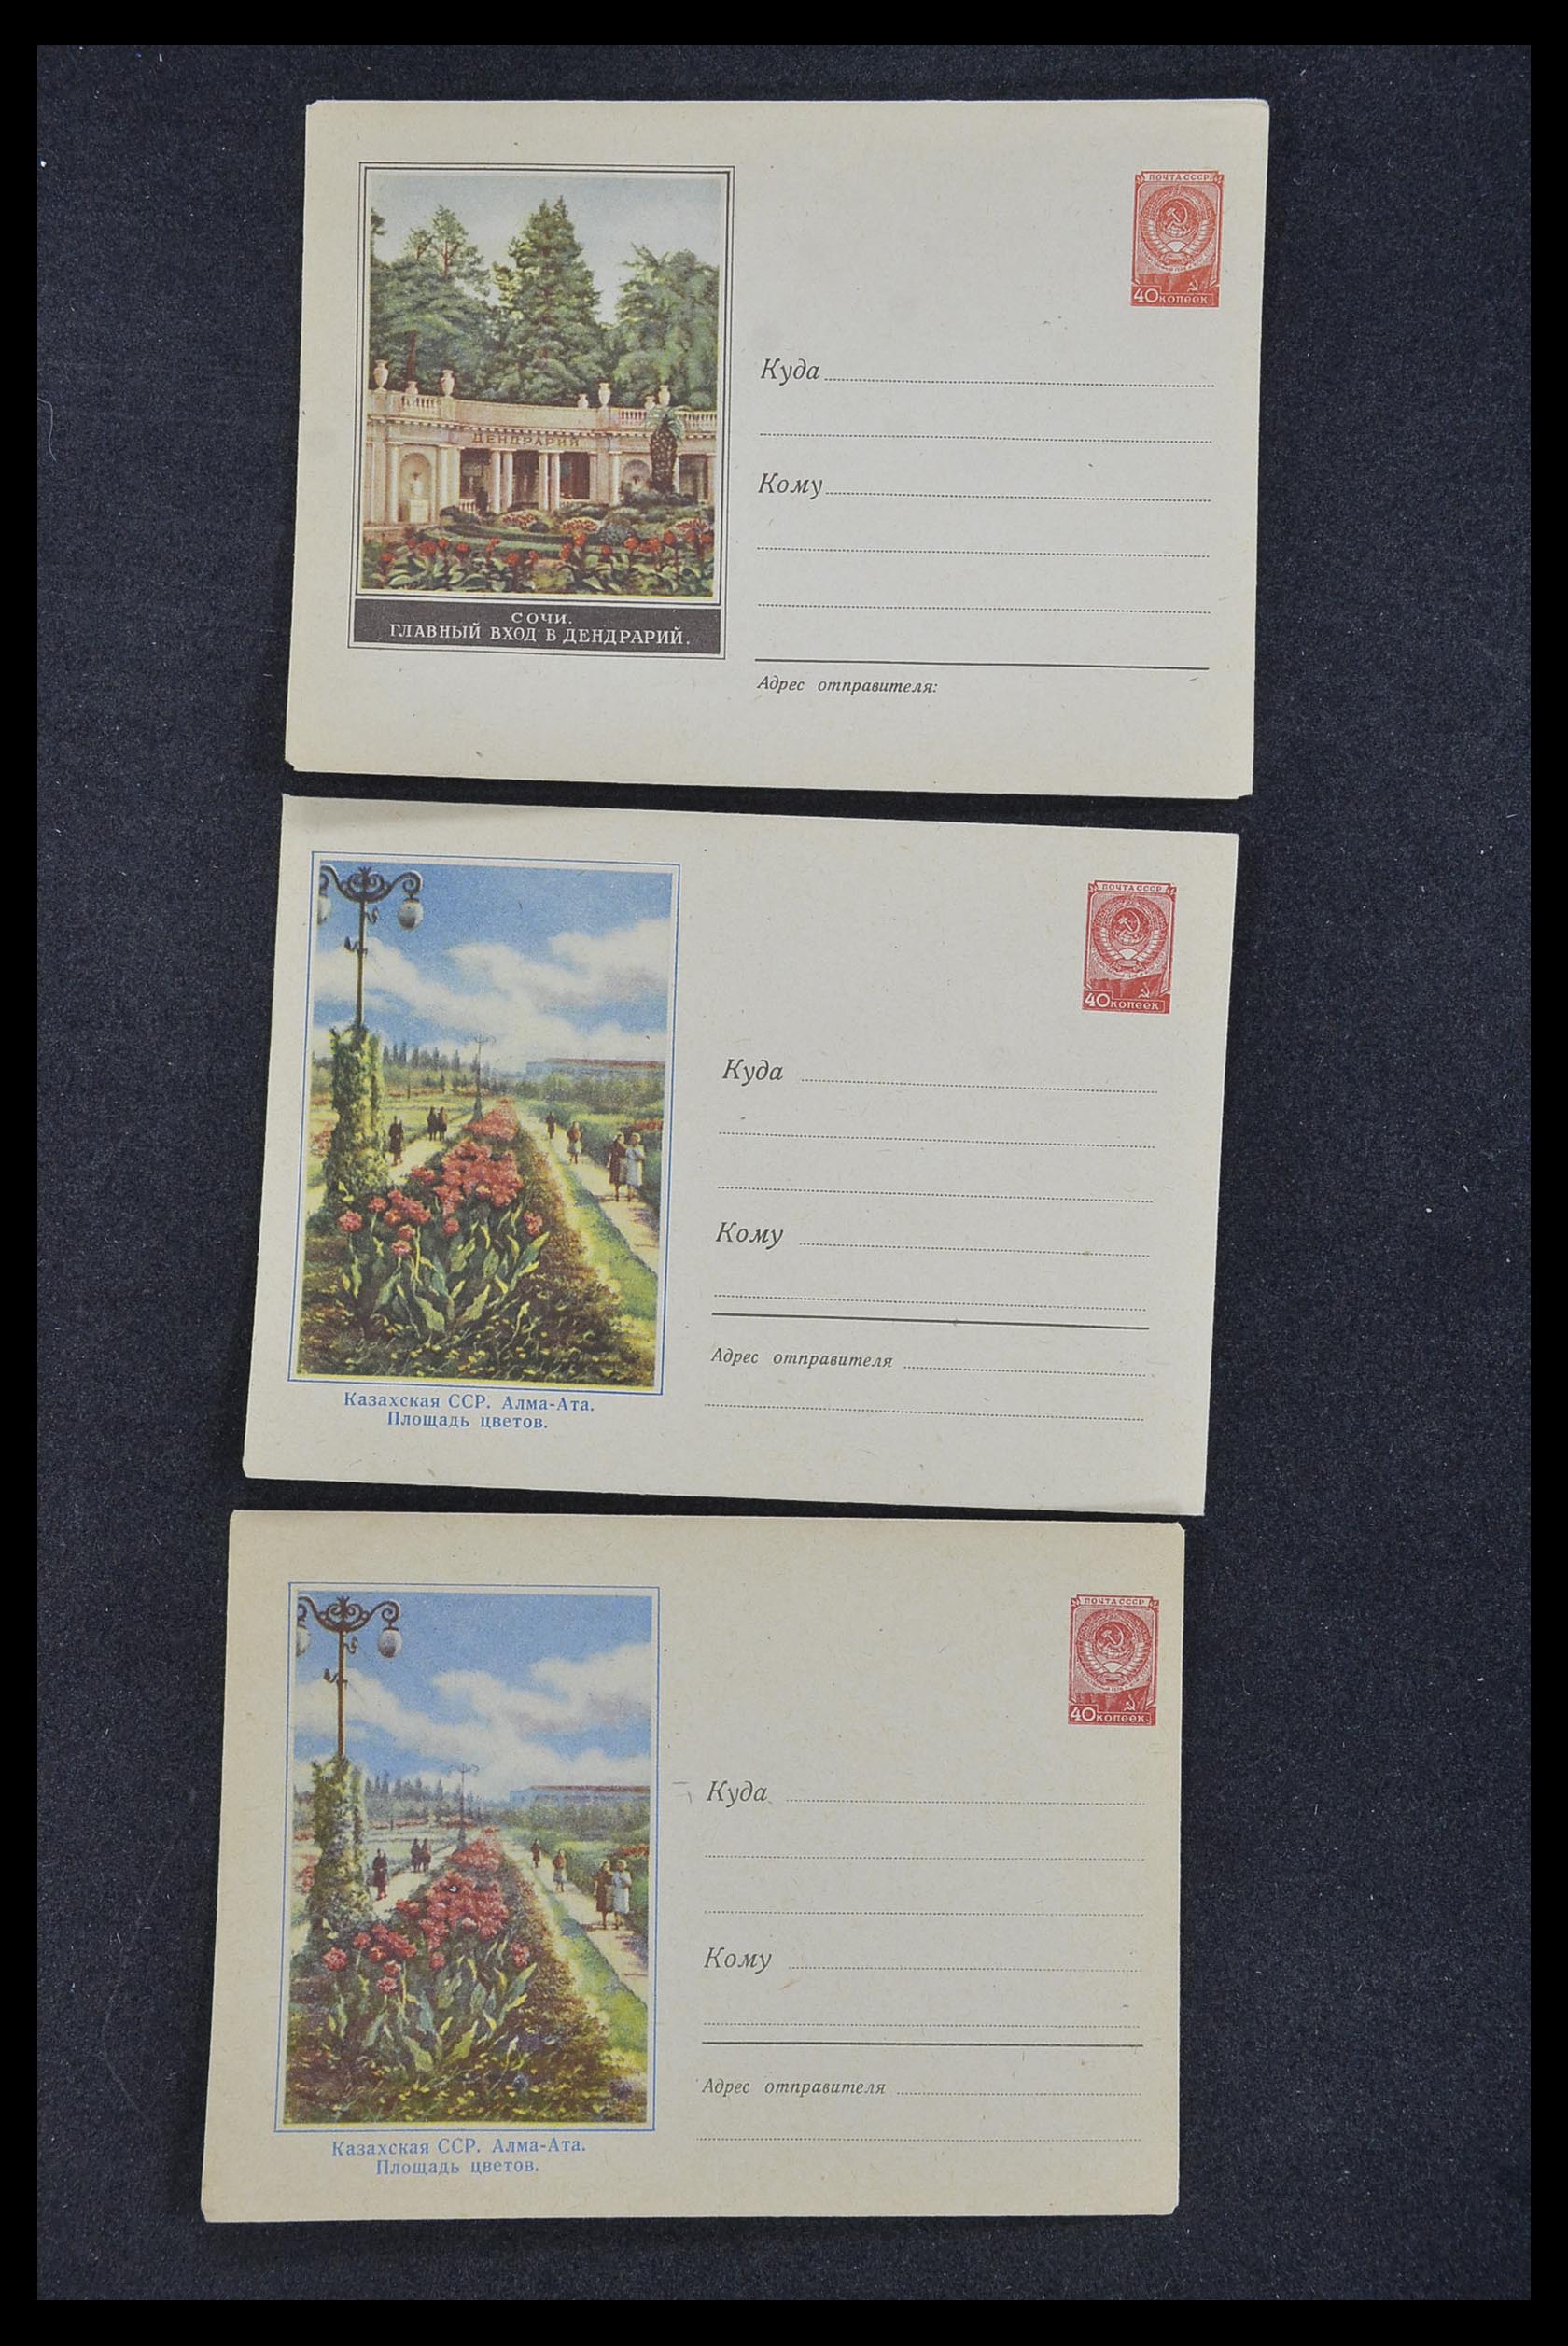 ПОЧТА СССР
40 копеек
ДЕНДРАРИЙ
Куда
Кому
СОЧИ.
ГЛАВНЫЙ ВХОД В ДЕНДРАРИЙ.
Адрес отправителя:
ПОЧТА СССР
40 копеек
Куда
Кому
Адрес отправителя
Казахская ССР. Алма-Ата.
Площадь цветов.
ПОЧТА СССР
40 копеек
Куда
Кому
Адрес отправителя
Казахская ССР. Алма-Ата.
Площадь цветов.